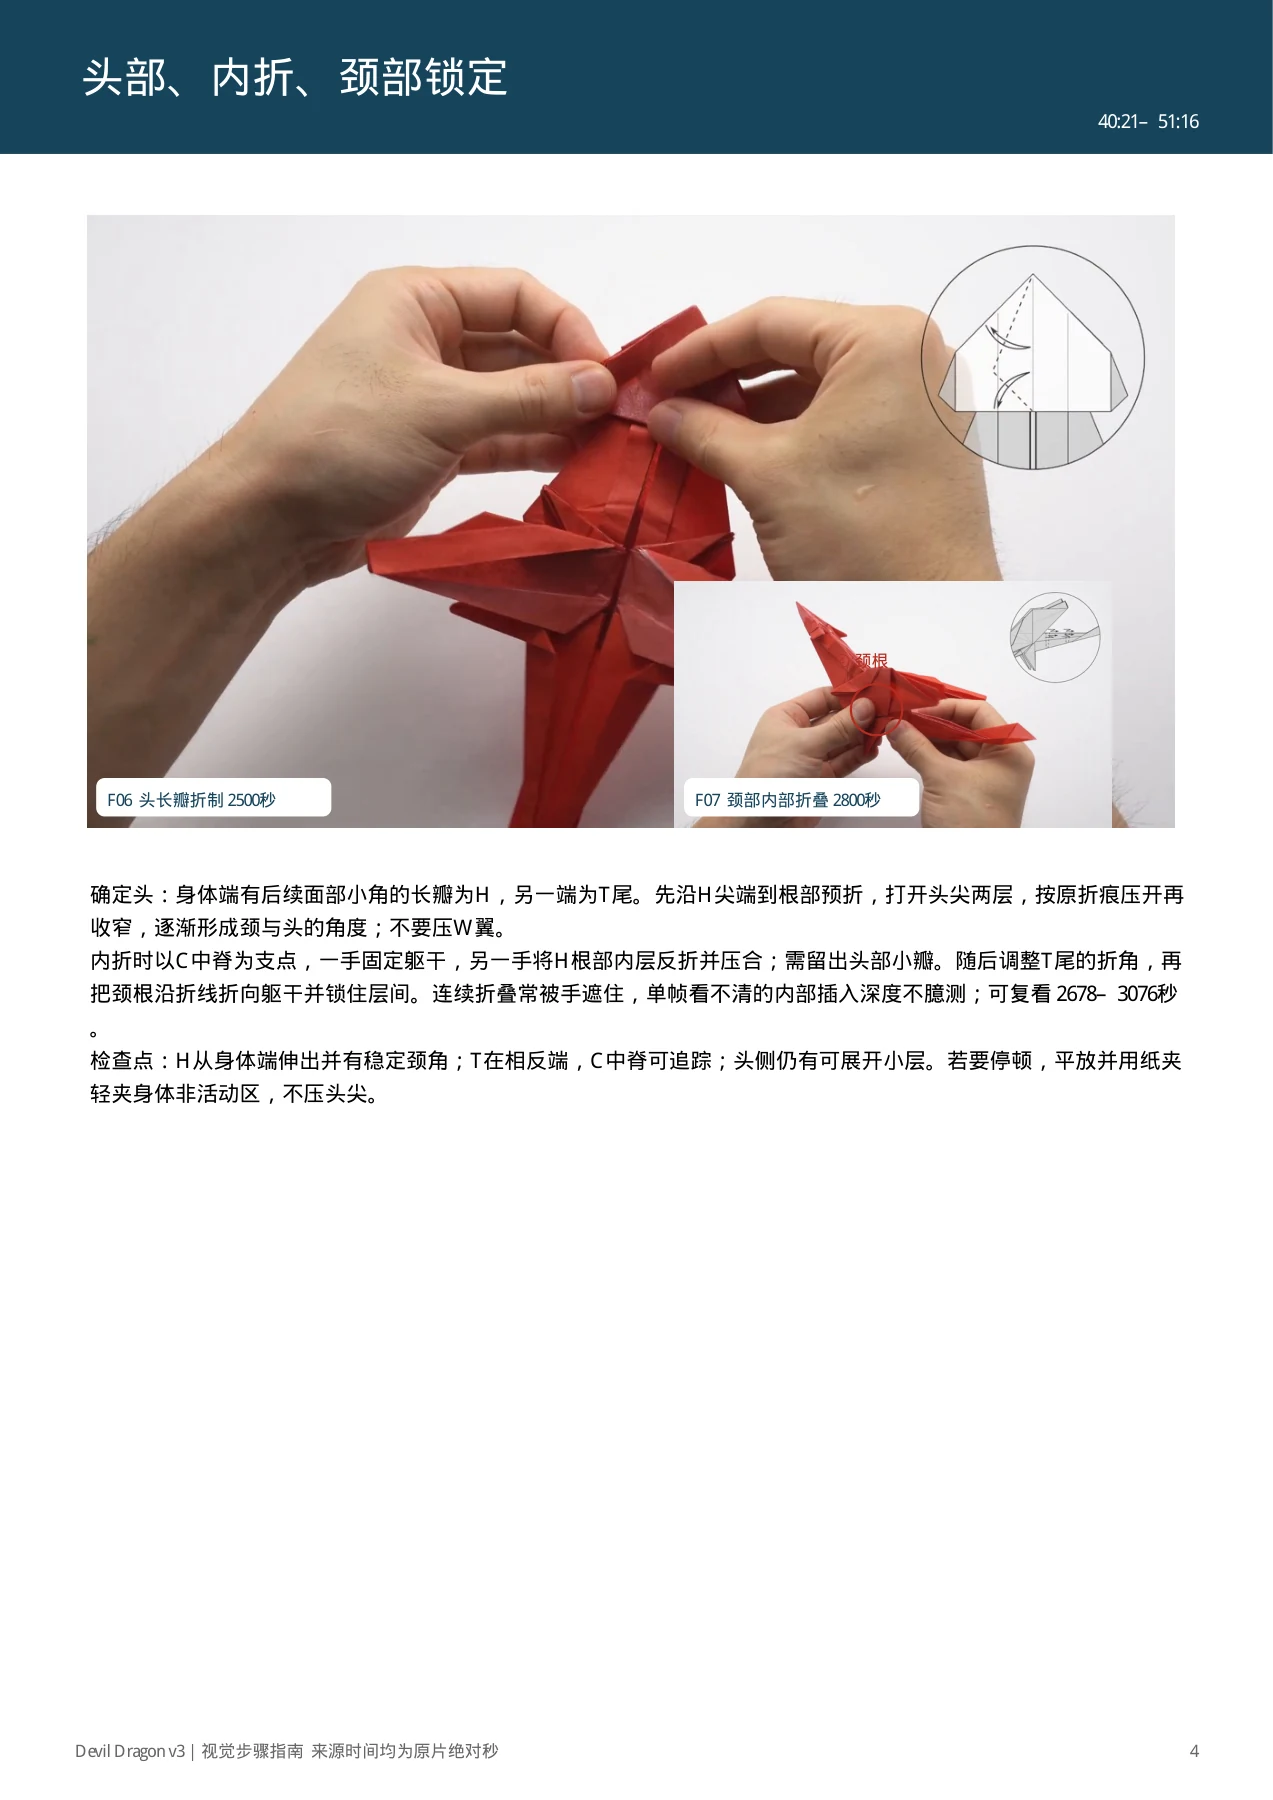 头部、内折、颈部锁定
40:21– 51:16
颈根
F06 头长瓣折制 2500秒
F07 颈部内部折叠 2800秒
确定头：身体端有后续面部小角的长瓣为H，另一端为T尾。先沿H尖端到根部预折，打开头尖两层，按原折痕压开再
收窄，逐渐形成颈与头的角度；不要压W翼。
内折时以C中脊为支点，一手固定躯干，另一手将H根部内层反折并压合；需留出头部小瓣。随后调整T尾的折角，再
把颈根沿折线折向躯干并锁住层间。连续折叠常被手遮住，单帧看不清的内部插入深度不臆测；可复看 2678– 3076秒
。
检查点：H从身体端伸出并有稳定颈角；T在相反端，C中脊可追踪；头侧仍有可展开小层。若要停顿，平放并用纸夹
轻夹身体非活动区，不压头尖。
Devil Dragon v3 | 视觉步骤指南 来源时间均为原片绝对秒
4